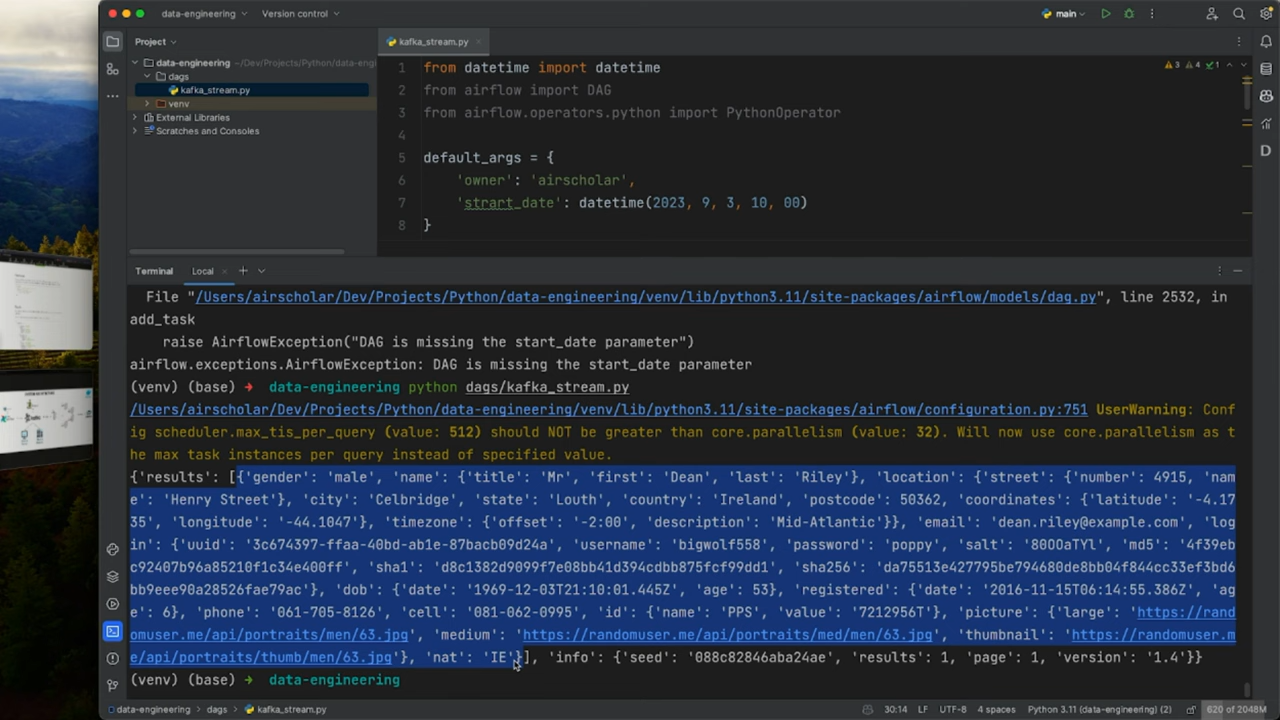 data-engineering
Version control
main
Project
kafka_stream.py
data-engineering ~/Dev/Projects/Python/data-engi
dags
kafka_stream.py
venv
External Libraries
Scratches and Consoles
1 from datetime import datetime
2 from airflow import DAG
3 from airflow.operators.python import PythonOperator
4
5 default_args = {
6 'owner': 'airscholar',
7 'strart_date': datetime(2023, 9, 3, 10, 00)
8 }
3 4 1
D
Terminal Local
File "/Users/airscholar/Dev/Projects/Python/data-engineering/venv/lib/python3.11/site-packages/airflow/models/dag.py", line 2532, in
add_task
raise AirflowException("DAG is missing the start_date parameter")
airflow.exceptions.AirflowException: DAG is missing the start_date parameter
(venv) (base) → data-engineering python dags/kafka_stream.py
/Users/airscholar/Dev/Projects/Python/data-engineering/venv/lib/python3.11/site-packages/airflow/configuration.py:751 UserWarning: Conf
ig scheduler.max_tis_per_query (value: 512) should NOT be greater than core.parallelism (value: 32). Will now use core.parallelism as t
he max task instances per query instead of specified value.
{'results': [{'gender': 'male', 'name': {'title': 'Mr', 'first': 'Dean', 'last': 'Riley'}, 'location': {'street': {'number': 4915, 'nam
e': 'Henry Street'}, 'city': 'Celbridge', 'state': 'Louth', 'country': 'Ireland', 'postcode': 50362, 'coordinates': {'latitude': '-4.17
35', 'longitude': '-44.1047'}, 'timezone': {'offset': '-2:00', 'description': 'Mid-Atlantic'}}, 'email': 'dean.riley@example.com', 'log
in': {'uuid': '3c674397-ffaa-40bd-ab1e-87bacb09d24a', 'username': 'bigwolf558', 'password': 'poppy', 'salt': '80OOaTYl', 'md5': '4f39eb
c92407b96a85210f1c34e400ff', 'sha1': 'd8c1382d9099f7e08bb41d394cdbb875fcf99dd1', 'sha256': 'da75513e427795be794680de8bb04f844cc33ef3bd6
bb9eee90a28526fae79ac'}, 'dob': {'date': '1969-12-03T21:10:01.445Z', 'age': 53}, 'registered': {'date': '2016-11-15T06:14:55.386Z', 'ag
e': 6}, 'phone': '061-705-8126', 'cell': '081-062-0995', 'id': {'name': 'PPS', 'value': '7212956T'}, 'picture': {'large': 'https://rand
omuser.me/api/portraits/men/63.jpg', 'medium': 'https://randomuser.me/api/portraits/med/men/63.jpg', 'thumbnail': 'https://randomuser.m
e/api/portraits/thumb/men/63.jpg'}, 'nat': 'IE'}], 'info': {'seed': '088c82846aba24ae', 'results': 1, 'page': 1, 'version': '1.4'}}
(venv) (base) → data-engineering
data-engineering > dags > kafka_stream.py
30:14 LF UTF-8 4 spaces Python 3.11 (data-engineering) (2) 620 of 2048M